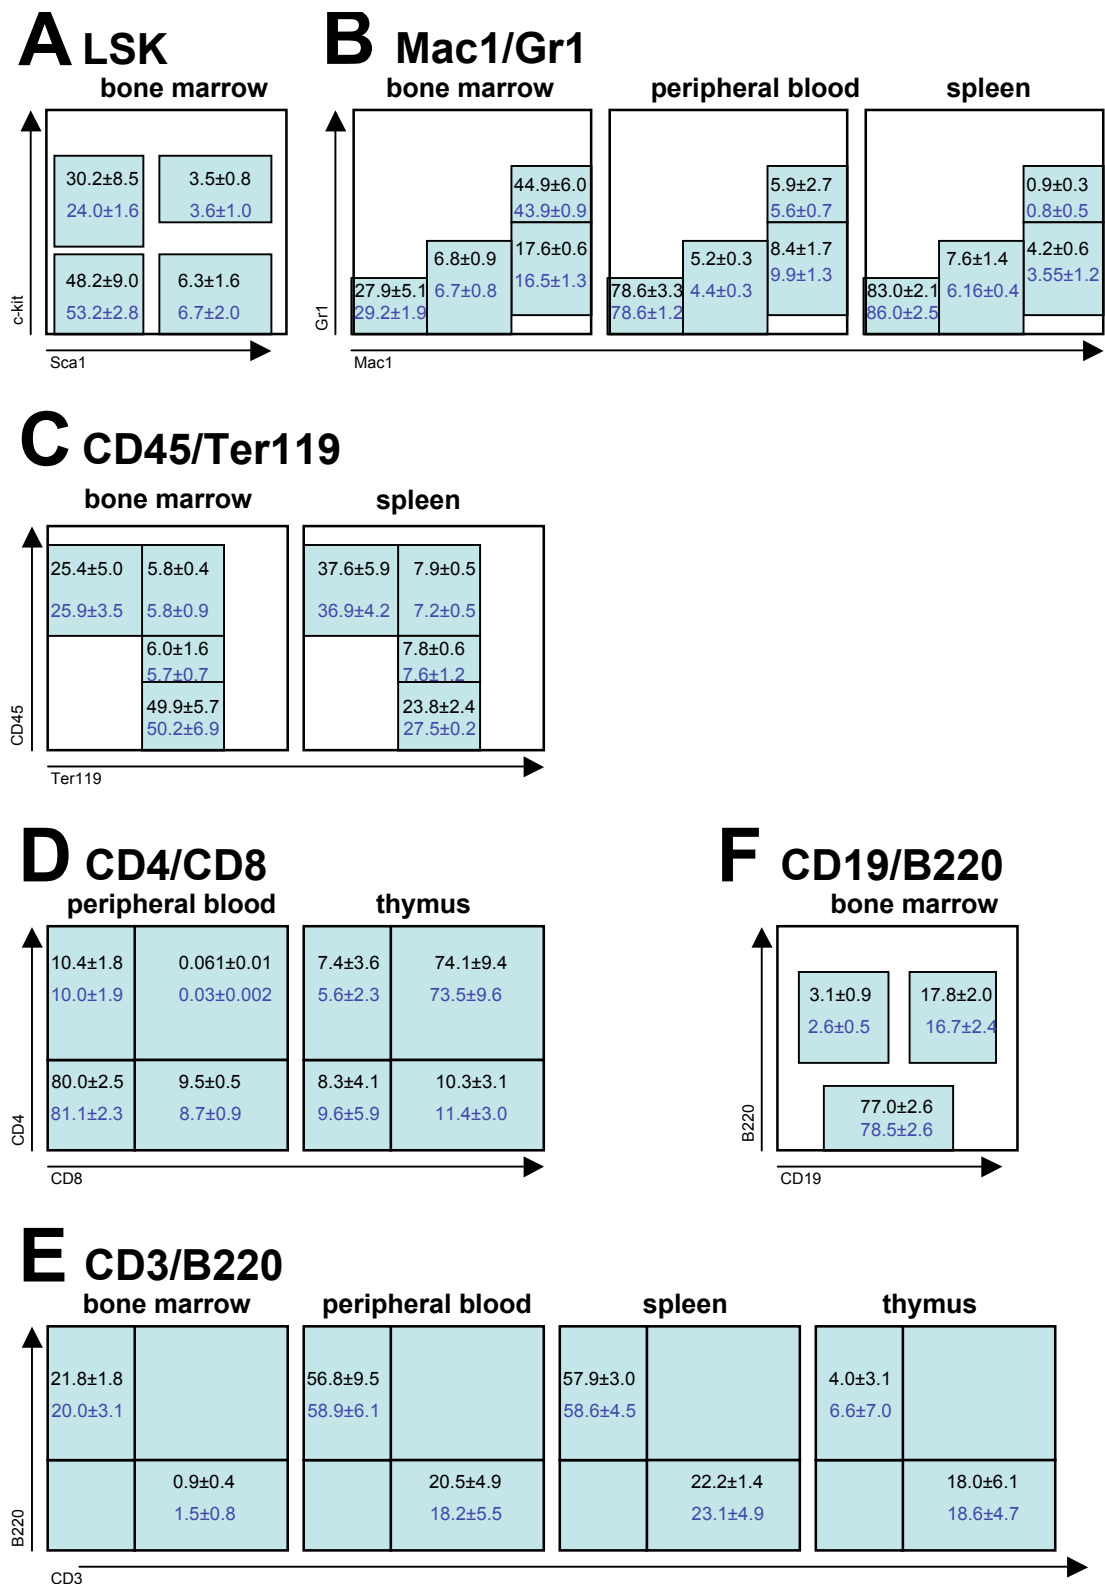 A LSK
bone marrow
c-kit
30.2±8.5
24.0±1.6
3.5±0.8
3.6±1.0
48.2±9.0
53.2±2.8
6.3±1.6
6.7±2.0
Sca1
B Mac1/Gr1
bone marrow
peripheral blood
spleen
Gr1
44.9±6.0
43.9±0.9
17.6±0.6
16.5±1.3
6.8±0.9
6.7±0.8
27.9±5.1
29.2±1.9
5.9±2.7
5.6±0.7
8.4±1.7
9.9±1.3
5.2±0.3
4.4±0.3
78.6±3.3
78.6±1.2
0.9±0.3
0.8±0.5
4.2±0.6
3.55±1.2
7.6±1.4
6.16±0.4
83.0±2.1
86.0±2.5
Mac1
C CD45/Ter119
bone marrow
spleen
CD45
25.4±5.0
25.9±3.5
5.8±0.4
5.8±0.9
6.0±1.6
5.7±0.7
49.9±5.7
50.2±6.9
37.6±5.9
36.9±4.2
7.9±0.5
7.2±0.5
7.8±0.6
7.6±1.2
23.8±2.4
27.5±0.2
Ter119
D CD4/CD8
peripheral blood
thymus
CD4
10.4±1.8
10.0±1.9
0.061±0.01
0.03±0.002
80.0±2.5
81.1±2.3
9.5±0.5
8.7±0.9
7.4±3.6
5.6±2.3
74.1±9.4
73.5±9.6
8.3±4.1
9.6±5.9
10.3±3.1
11.4±3.0
CD8
F CD19/B220
bone marrow
B220
3.1±0.9
2.6±0.5
17.8±2.0
16.7±2.4
77.0±2.6
78.5±2.6
CD19
E CD3/B220
bone marrow
peripheral blood
spleen
thymus
B220
21.8±1.8
20.0±3.1
0.9±0.4
1.5±0.8
56.8±9.5
58.9±6.1
20.5±4.9
18.2±5.5
57.9±3.0
58.6±4.5
22.2±1.4
23.1±4.9
4.0±3.1
6.6±7.0
18.0±6.1
18.6±4.7
CD3